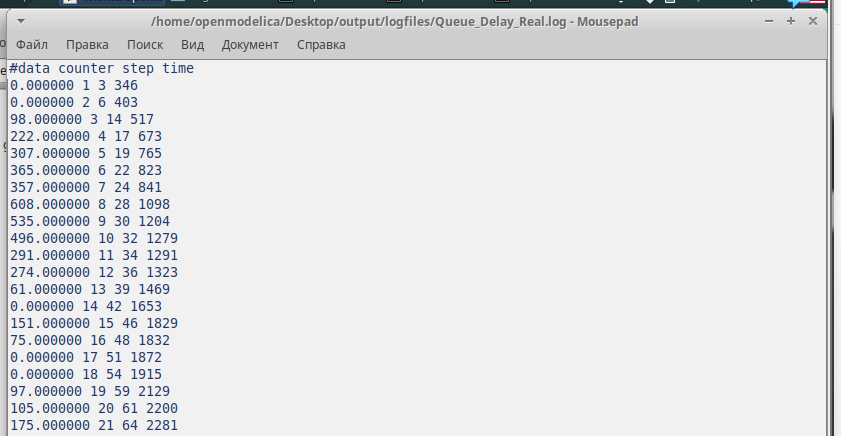 /home/openmodelica/Desktop/output/logfiles/Queue_Delay_Real.log - Mousepad
Файл Правка Поиск Вид Документ Справка
#data counter step time
0.000000 1 3 346
0.000000 2 6 403
98.000000 3 14 517
222.000000 4 17 673
307.000000 5 19 765
365.000000 6 22 823
357.000000 7 24 841
608.000000 8 28 1098
535.000000 9 30 1204
496.000000 10 32 1279
291.000000 11 34 1291
274.000000 12 36 1323
61.000000 13 39 1469
0.000000 14 42 1653
151.000000 15 46 1829
75.000000 16 48 1832
0.000000 17 51 1872
0.000000 18 54 1915
97.000000 19 59 2129
105.000000 20 61 2200
175.000000 21 64 2281